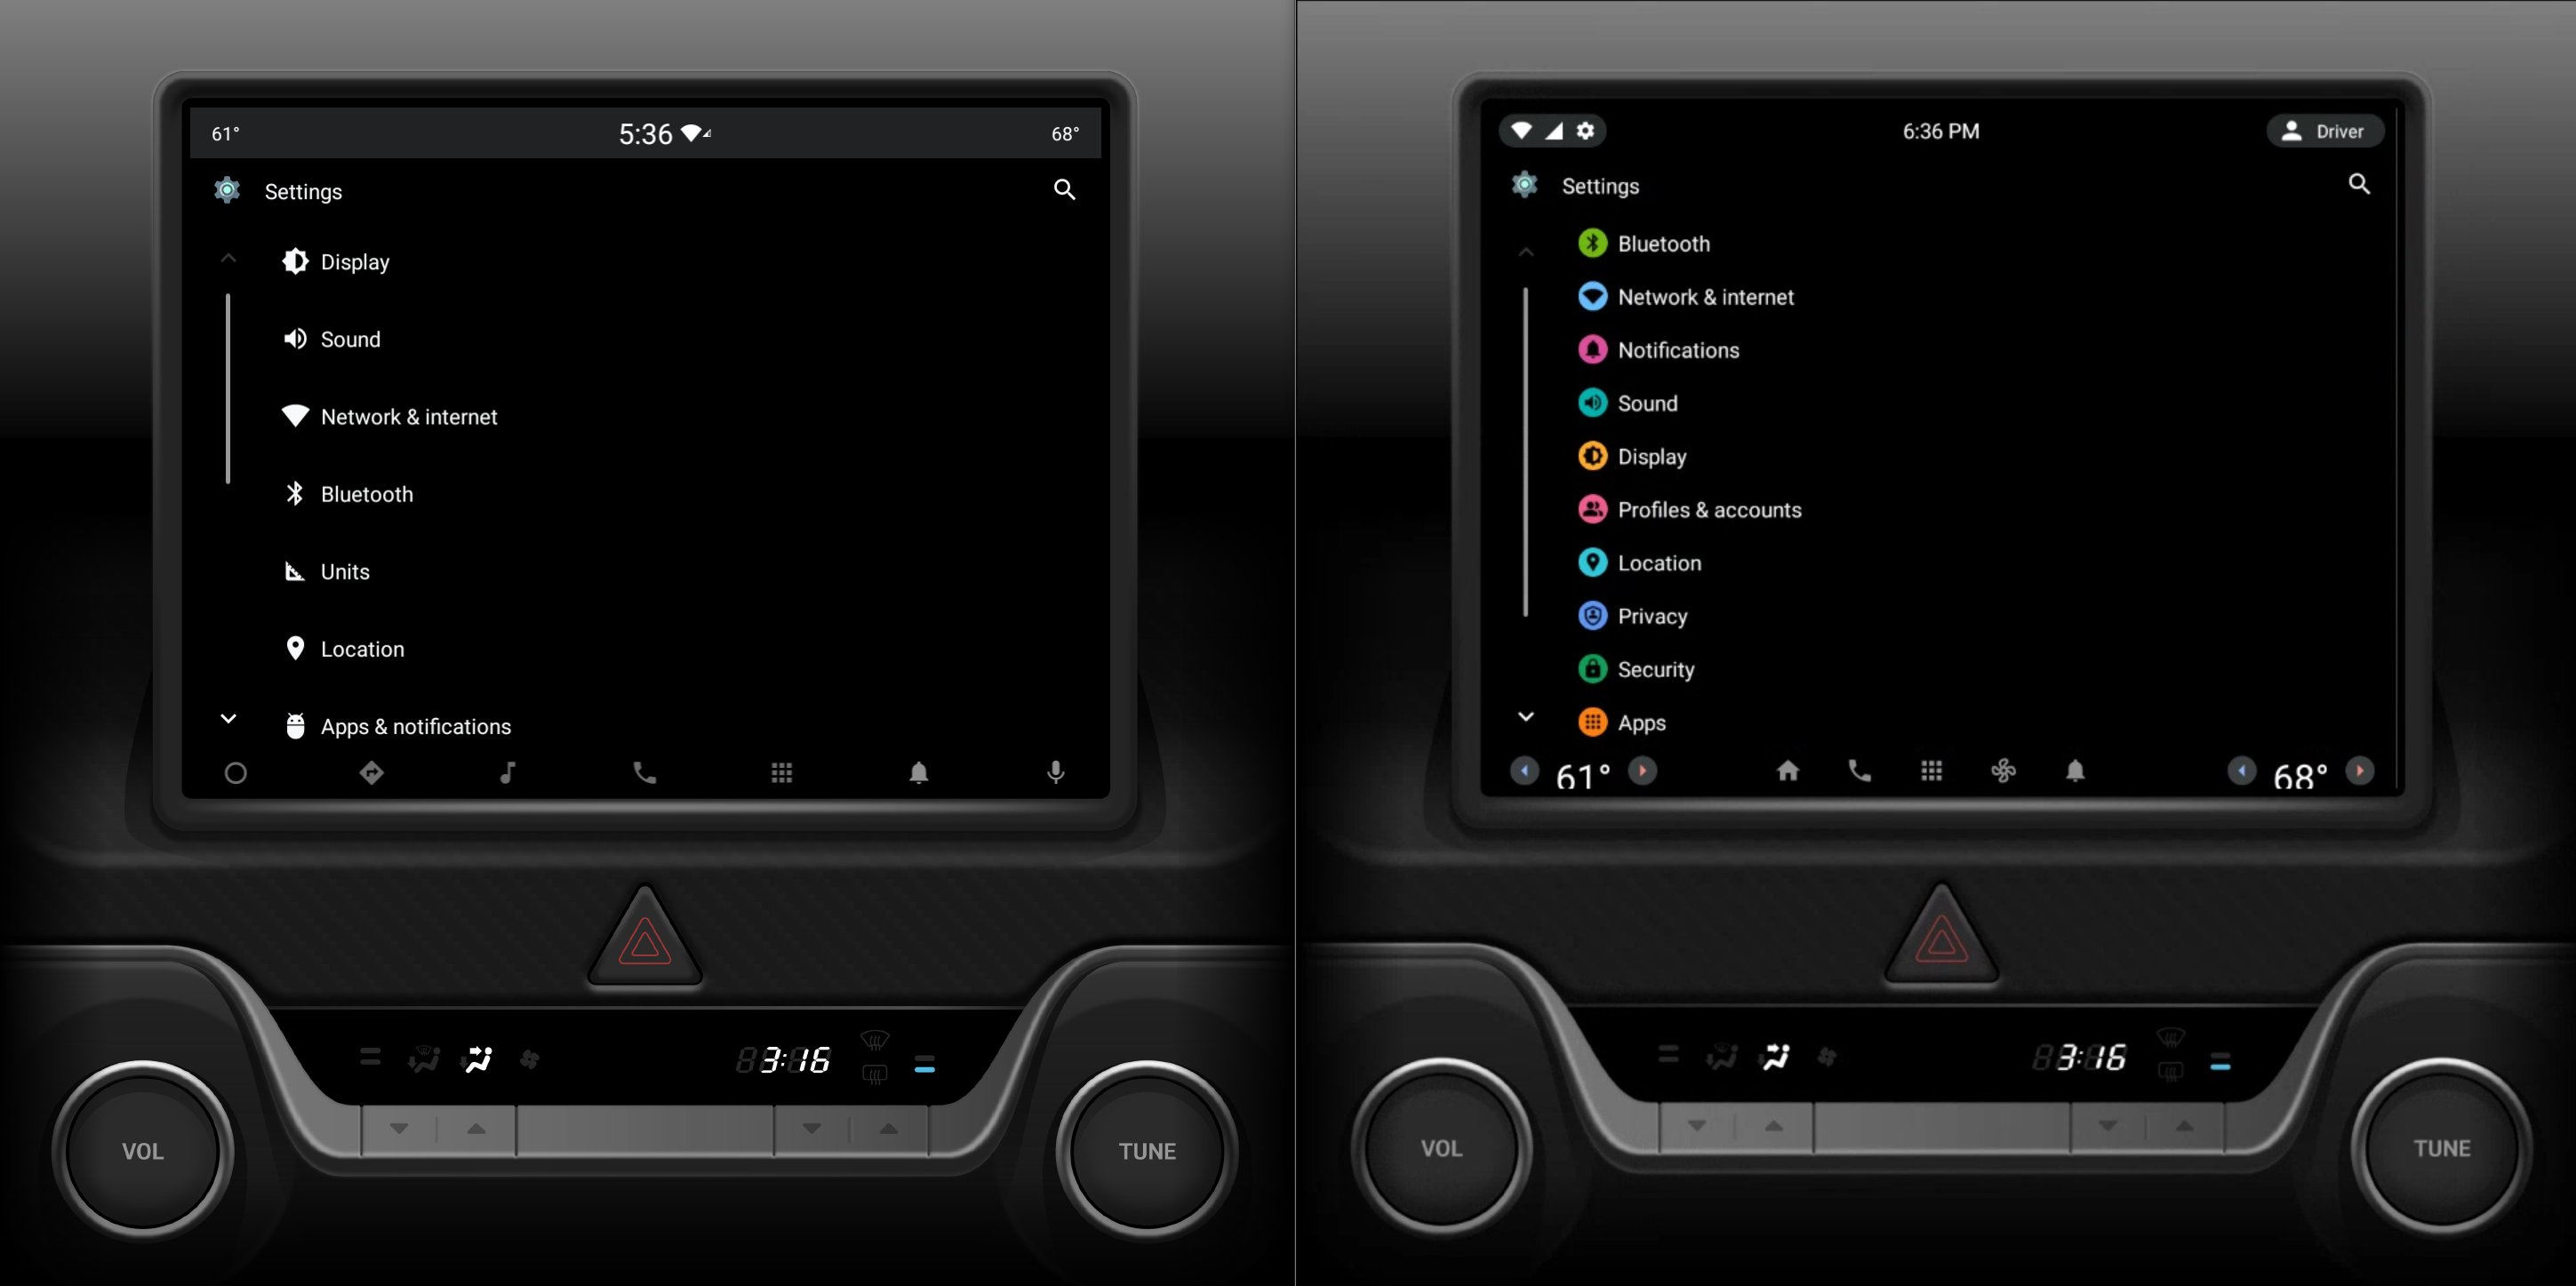 61°
5:36
68°
Settings
Display
Sound
Network & internet
Bluetooth
Units
Location
Apps & notifications
3:16
VOL
TUNE
6:36 PM
Driver
Settings
Bluetooth
Network & internet
Notifications
Sound
Display
Profiles & accounts
Location
Privacy
Security
Apps
61°
68°
3:16
VOL
TUNE